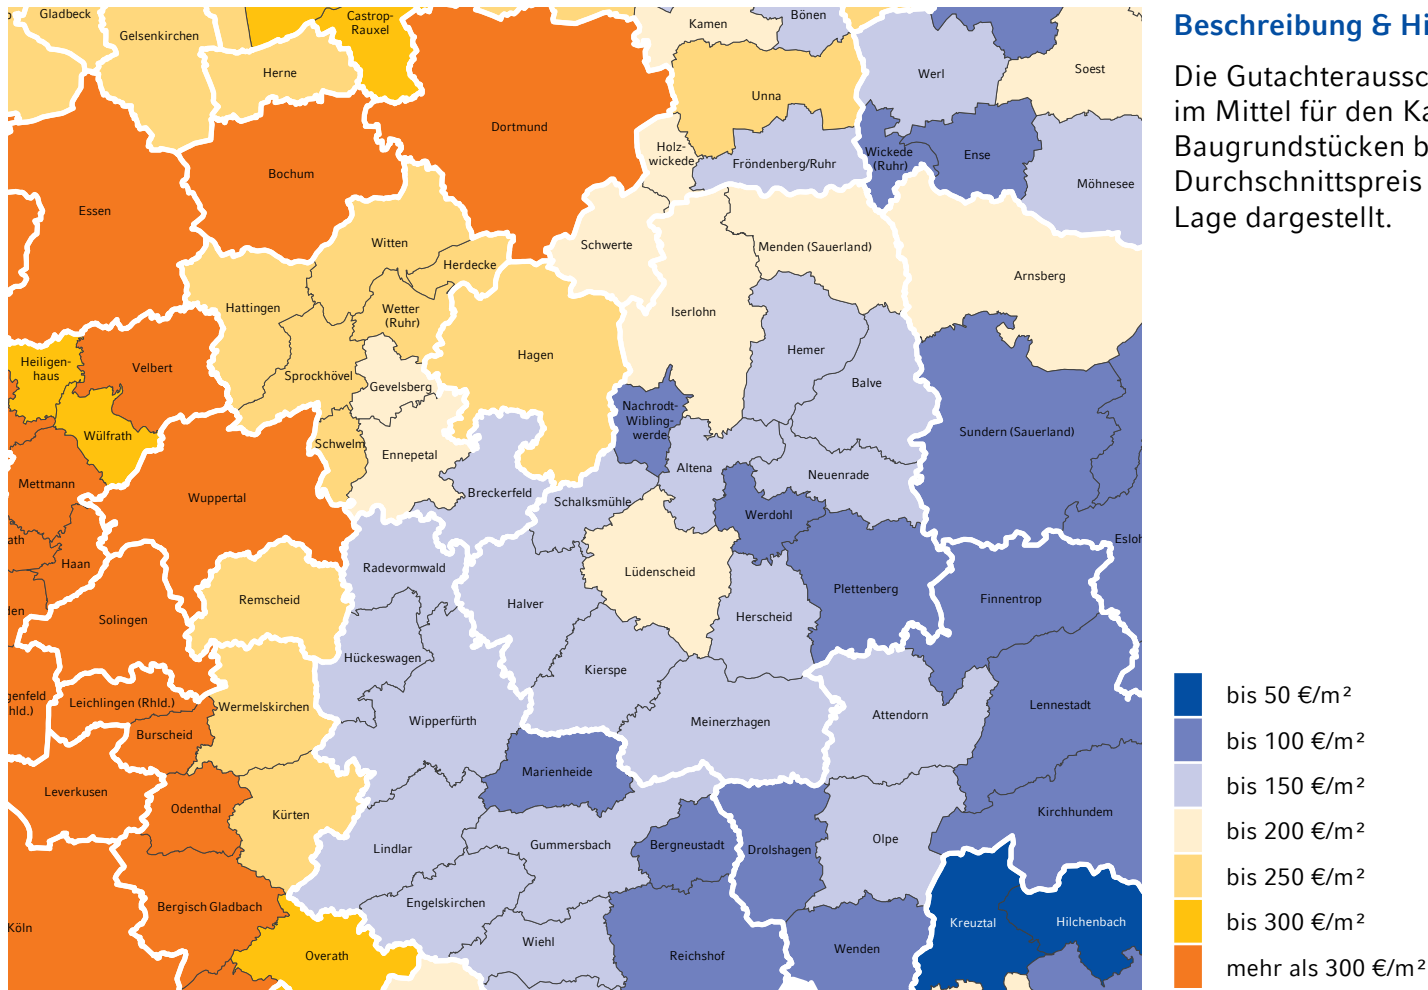 Gladbeck
Gelsenkirchen
Castrop-
Rauxel
Herne
Kamen
Bönen
Werl
Soest
Unna
Dortmund
Bochum
Essen
Holz-
wickede
Fröndenberg/Ruhr
Wickede
(Ruhr)
Ense
Möhnesee
Witten
Herdecke
Schwerte
Menden (Sauerland)
Arnsberg
Hattingen
Wetter
(Ruhr)
Iserlohn
Hagen
Hemer
Balve
Heiligen-
haus
Velbert
Sprockhövel
Gevelsberg
Nachrodt-
Wibling-
werde
Sundern (Sauerland)
Wülfrath
Schwelm
Ennepetal
Altena
Neuenrade
Mettmann
Wuppertal
Breckerfeld
Schalksmühle
Werdohl
ath
Haan
Radevormwald
Lüdenscheid
Plettenberg
Finnentrop
Esloh
den
Solingen
Remscheid
Halver
Herscheid
Hückeswagen
Kierspe
genfeld
hld.)
Leichlingen (Rhld.)
Wermelskirchen
Wipperfürth
Meinerzhagen
Attendorn
Lennestadt
Burscheid
Marienheide
Leverkusen
Odenthal
Kürten
Kirchhundem
Lindlar
Gummersbach
Bergneustadt
Drolshagen
Olpe
Bergisch Gladbach
Engelskirchen
Köln
Wiehl
Reichshof
Wenden
Kreuztal
Hilchenbach
Overath
Beschreibung & Hi
Die Gutachteraussc
im Mittel für den Ka
Baugrundstücken b
Durchschnittspreis
Lage dargestellt.
bis 50 €/m²
bis 100 €/m²
bis 150 €/m²
bis 200 €/m²
bis 250 €/m²
bis 300 €/m²
mehr als 300 €/m²